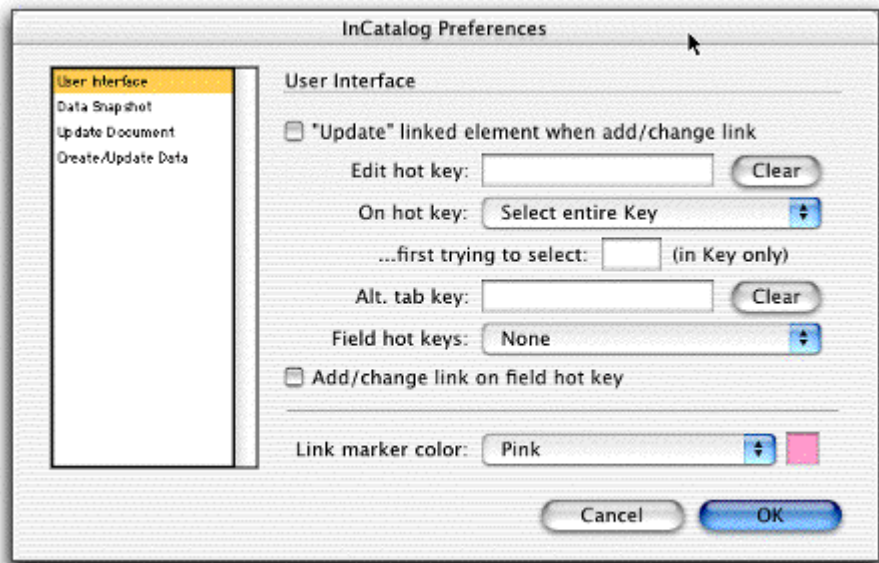 InCatalog Preferences
User Interface
Data Snapshot
Update Document
Create/Update Data
User Interface
"Update" linked element when add/change link
Edit hot key: Clear
On hot key: Select entire Key
...first trying to select: (in Key only)
Alt. tab key: Clear
Field hot keys: None
Add/change link on field hot key
Link marker color: Pink
Cancel OK